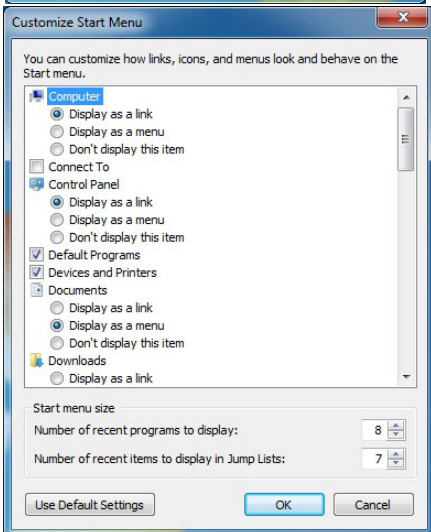 Customize Start Menu
You can customize how links, icons, and menus look and behave on the
Start menu.
Computer
Display as a link
Display as a menu
Don't display this item
Connect To
Control Panel
Display as a link
Display as a menu
Don't display this item
Default Programs
Devices and Printers
Documents
Display as a link
Display as a menu
Don't display this item
Downloads
Display as a link
Start menu size
Number of recent programs to display: 8
Number of recent items to display in Jump Lists: 7
Use Default Settings OK Cancel